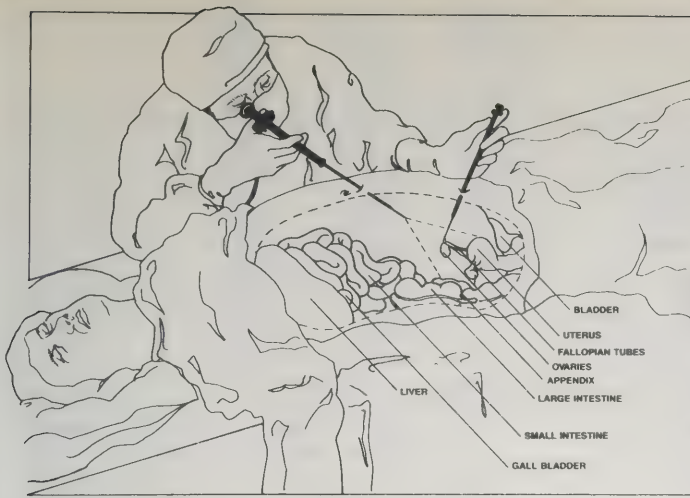 BLADDER
UTERUS
FALLOPIAN TUBES
OVARIES
APPENDIX
LARGE INTESTINE
LIVER
SMALL INTESTINE
GALL BLADDER